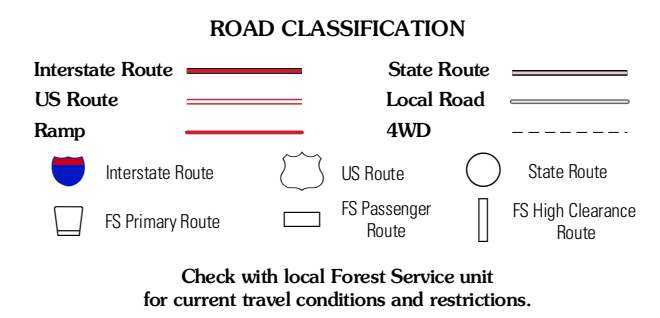 ROAD CLASSIFICATION
Interstate Route
State Route
US Route
Local Road
Ramp
4WD
Interstate Route
US Route
State Route
FS Primary Route
FS Passenger
Route
FS High Clearance
Route
Check with local Forest Service unit
for current travel conditions and restrictions.